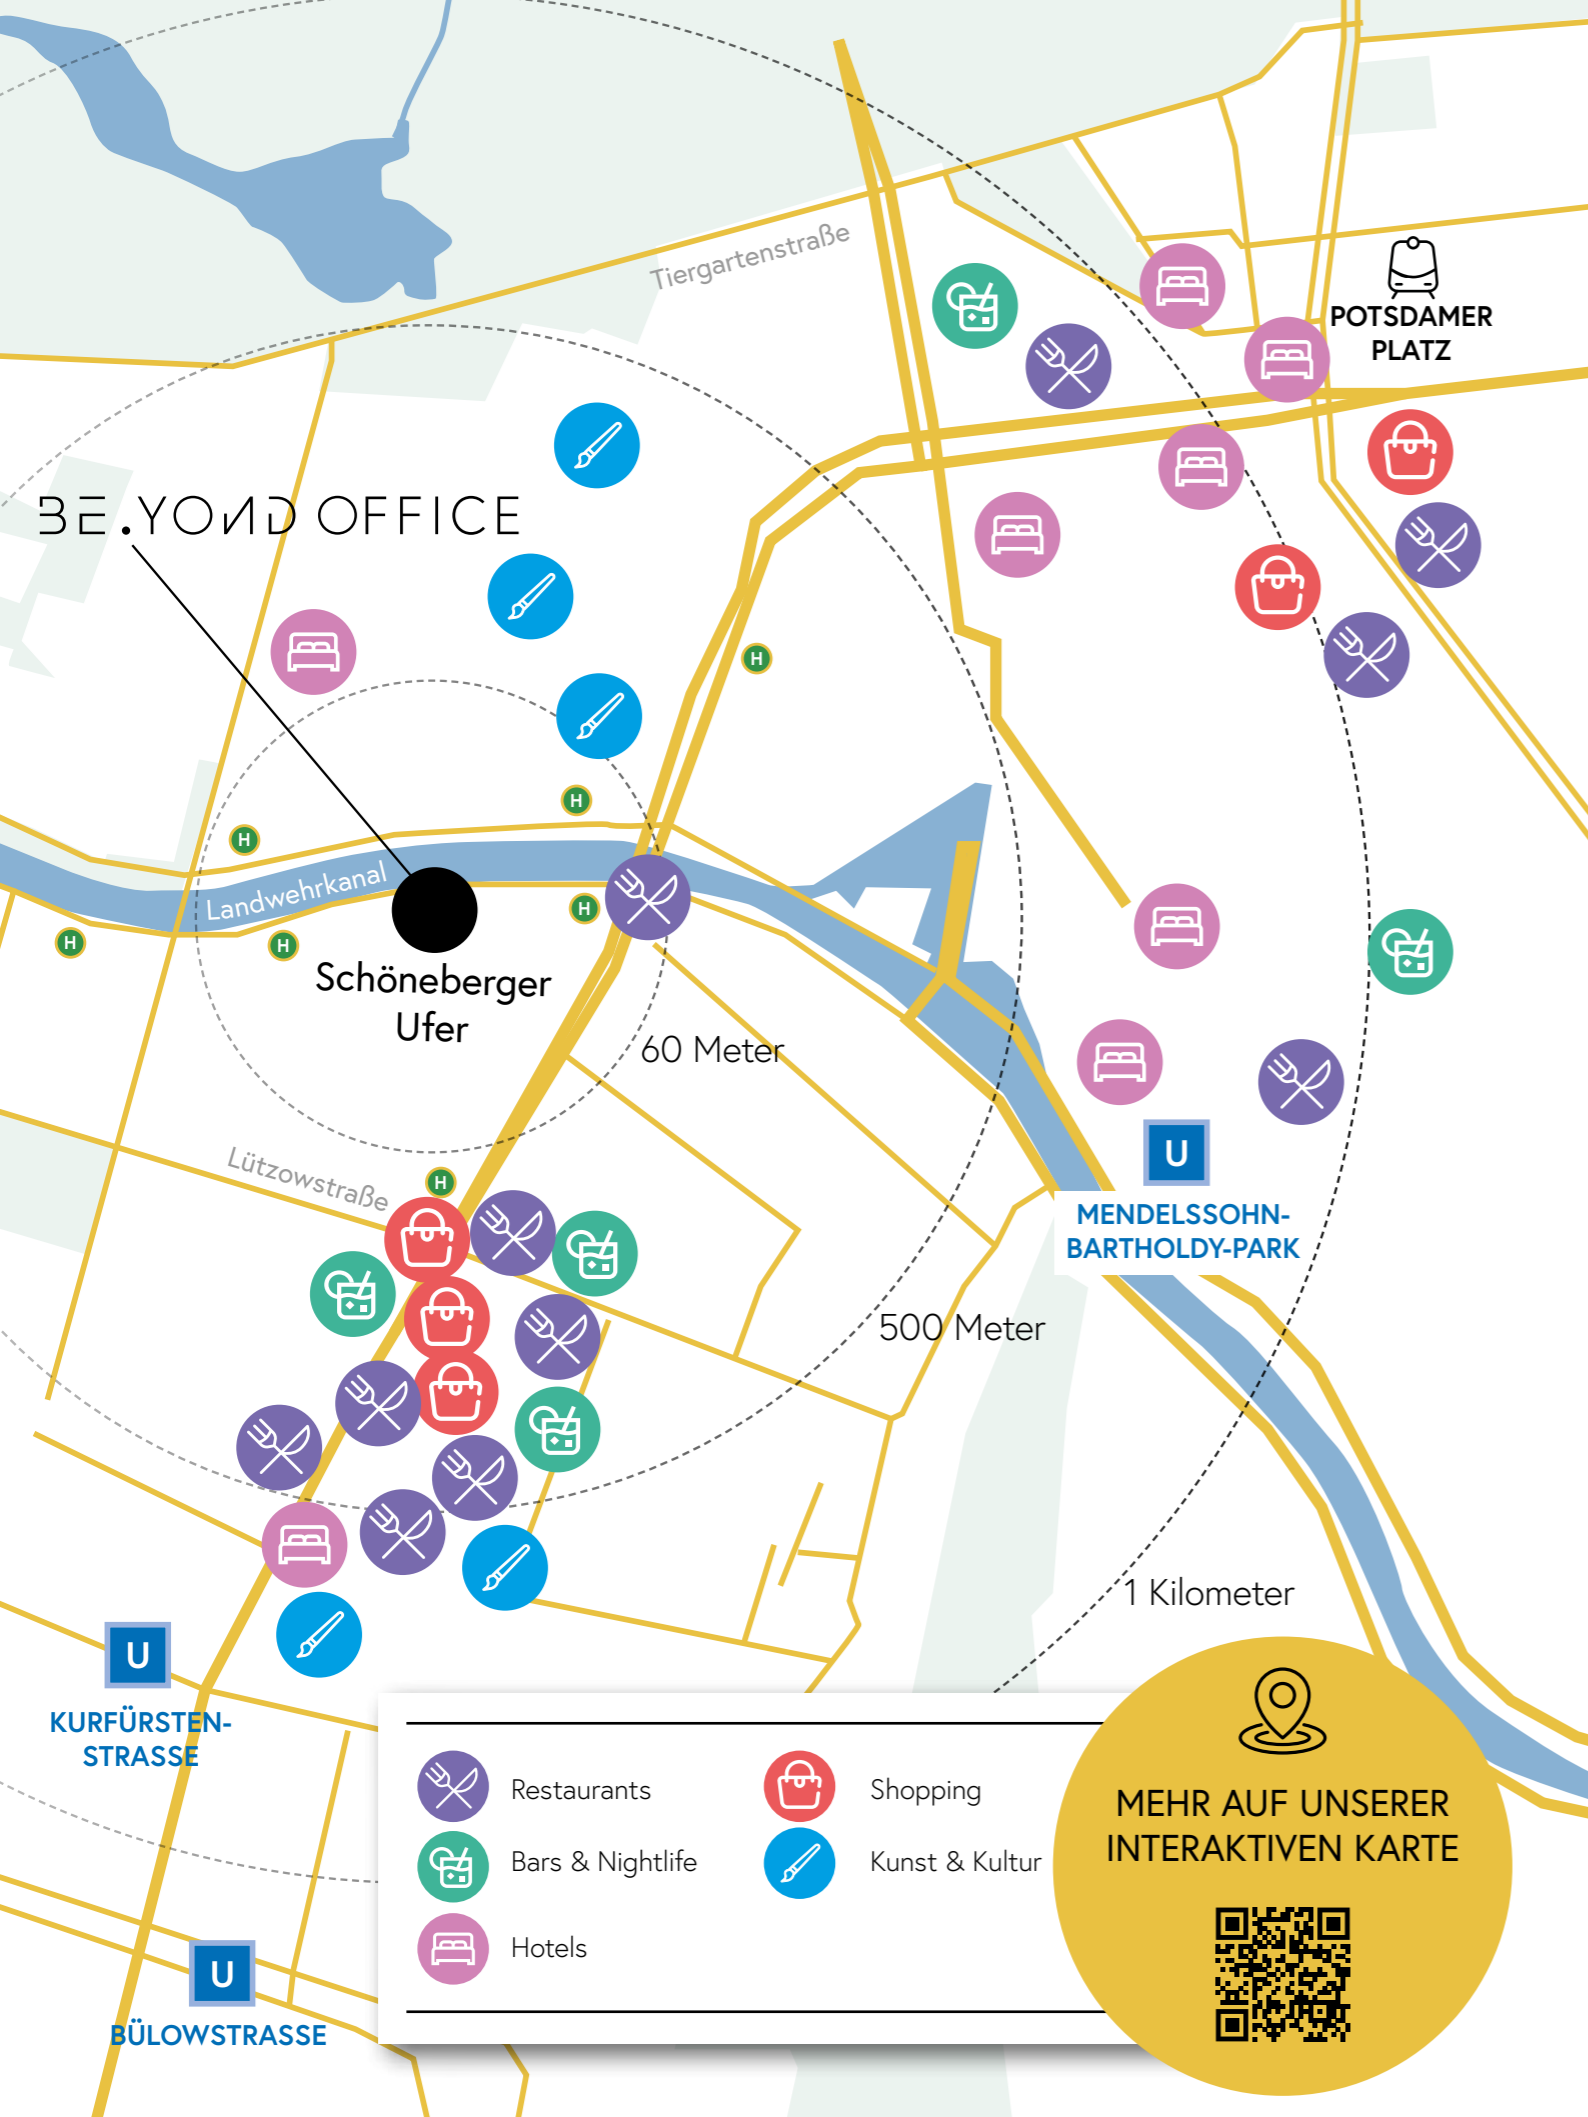 Tiergartenstraße
POTSDAMER
PLATZ
BE.YOND OFFICE
H
H
H
Landwehrkanal
H
H
H
Schöneberger
Ufer
60 Meter
U
MENDELSSOHN-
BARTHOLDY-PARK
Lützowstraße
H
500 Meter
1 Kilometer
U
KURFÜRSTEN-
STRASSE
U
BÜLOWSTRASSE
Restaurants
Shopping
Bars & Nightlife
Kunst & Kultur
Hotels
MEHR AUF UNSERER
INTERAKTIVEN KARTE